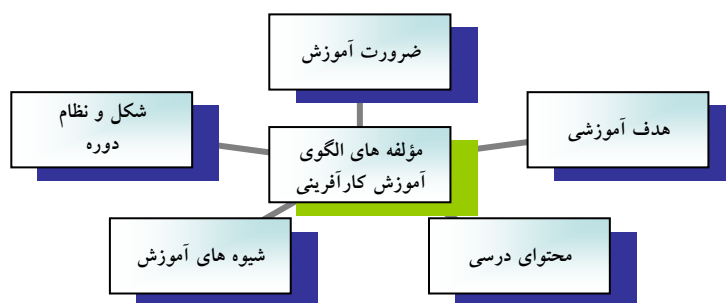 ضرورت آموزش
هدف آموزشی
شکل و نظام
دوره
مؤلفه های الگوی
آموزش کارآفرینی
محتوای درسی
شیوه های آموزش